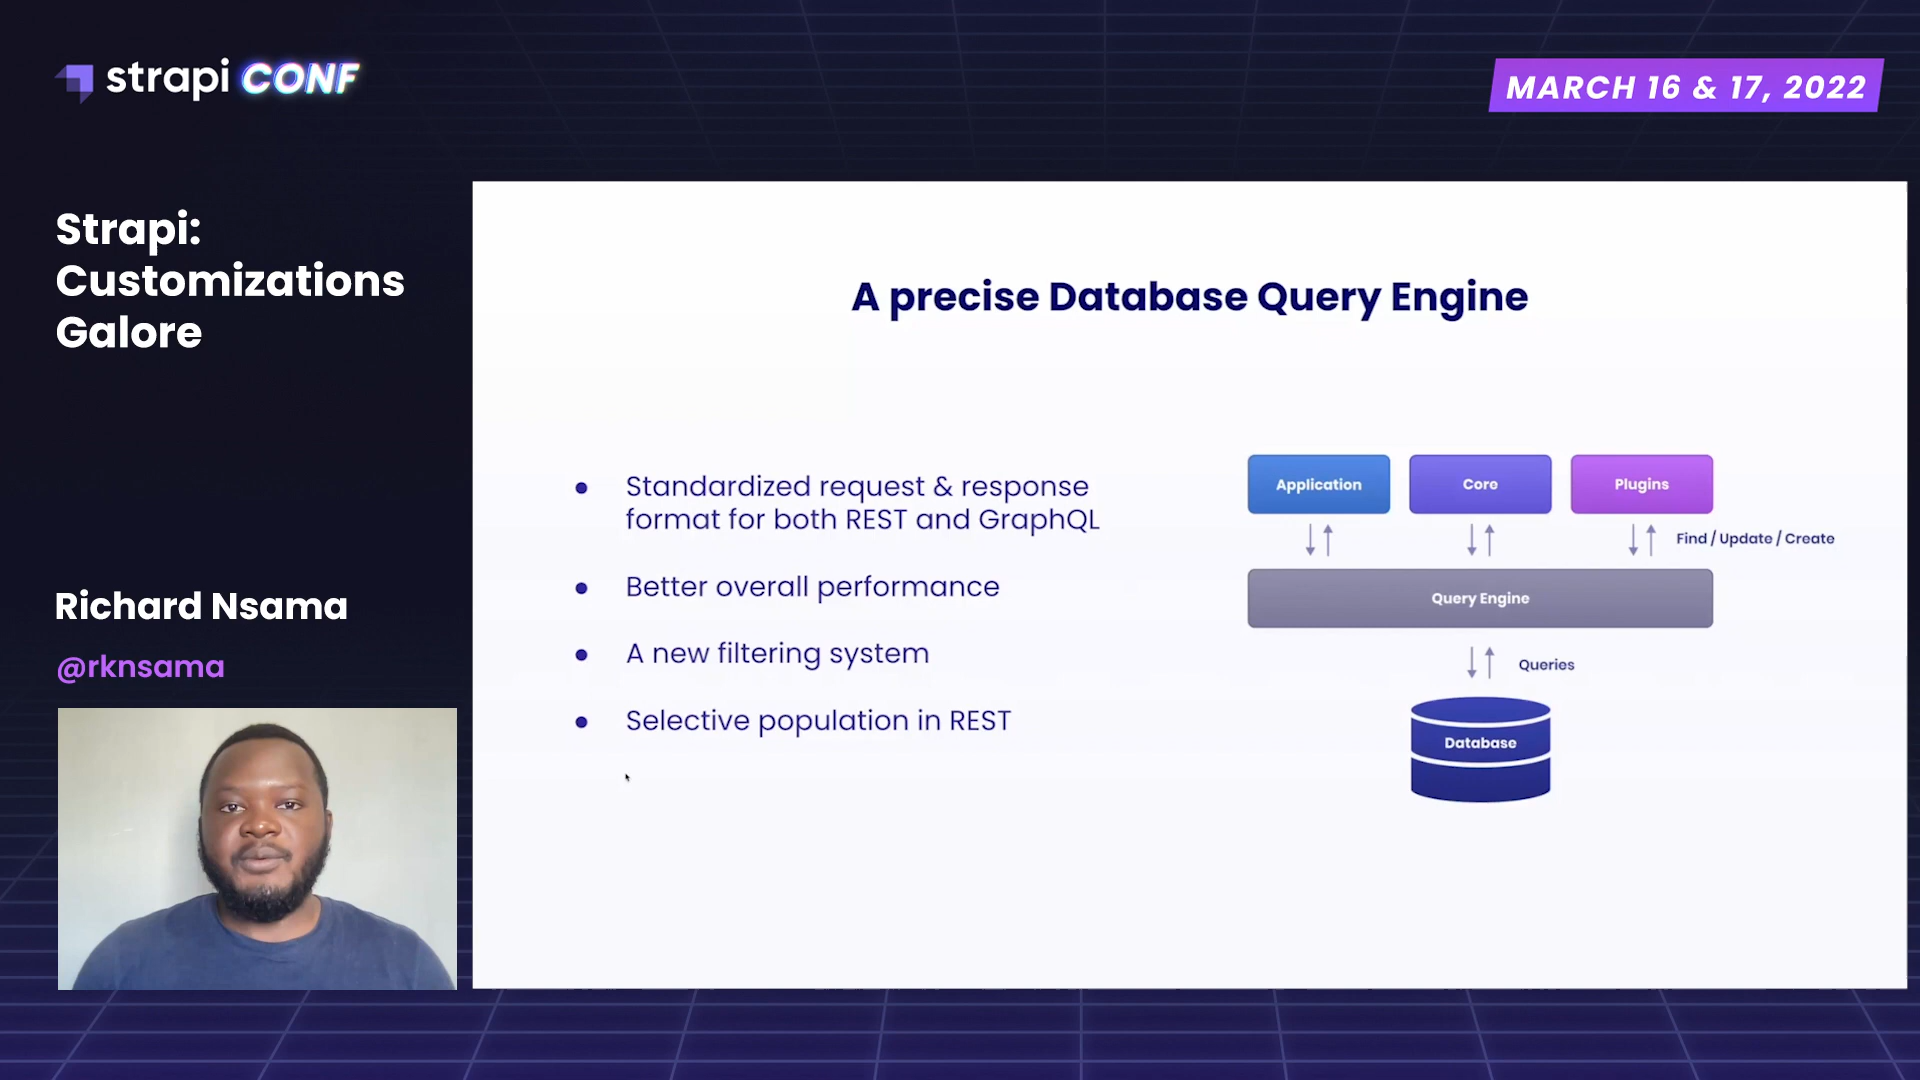 strapi CONF
MARCH 16 & 17, 2022
Strapi:
Customizations
Galore
Richard Nsama
@rknsama
A precise Database Query Engine
● Standardized request & response
format for both REST and GraphQL
● Better overall performance
● A new filtering system
● Selective population in REST
Application
Core
Plugins
Find / Update / Create
Query Engine
Queries
Database